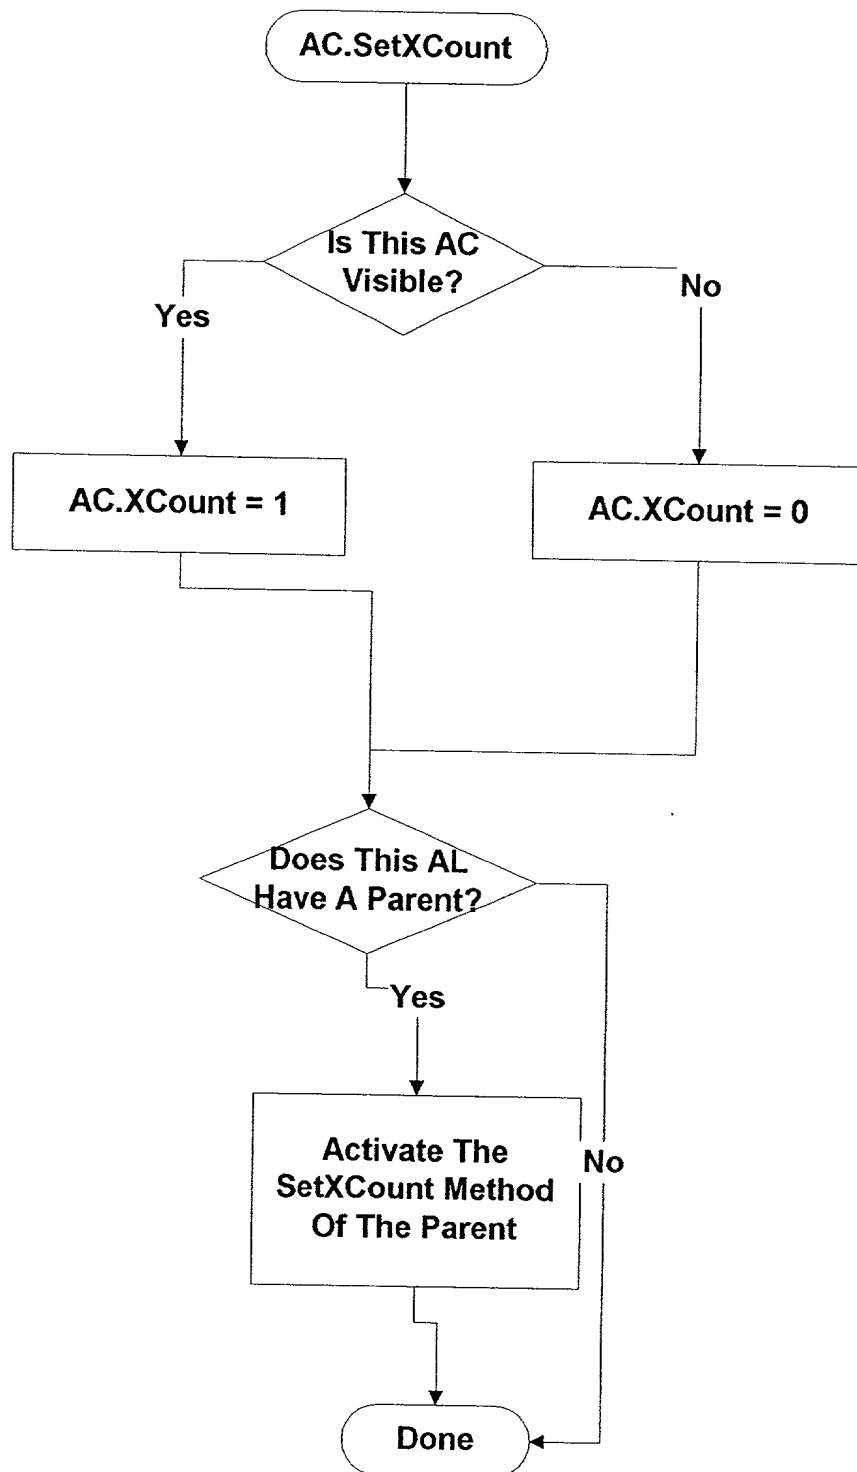 AC.SetXCount
Is This AC
Visible?
Yes
No
AC.XCount = 1
AC.XCount = 0
Does This AL
Have A Parent?
Yes
Activate The
SetXCount Method
Of The Parent
No
Done